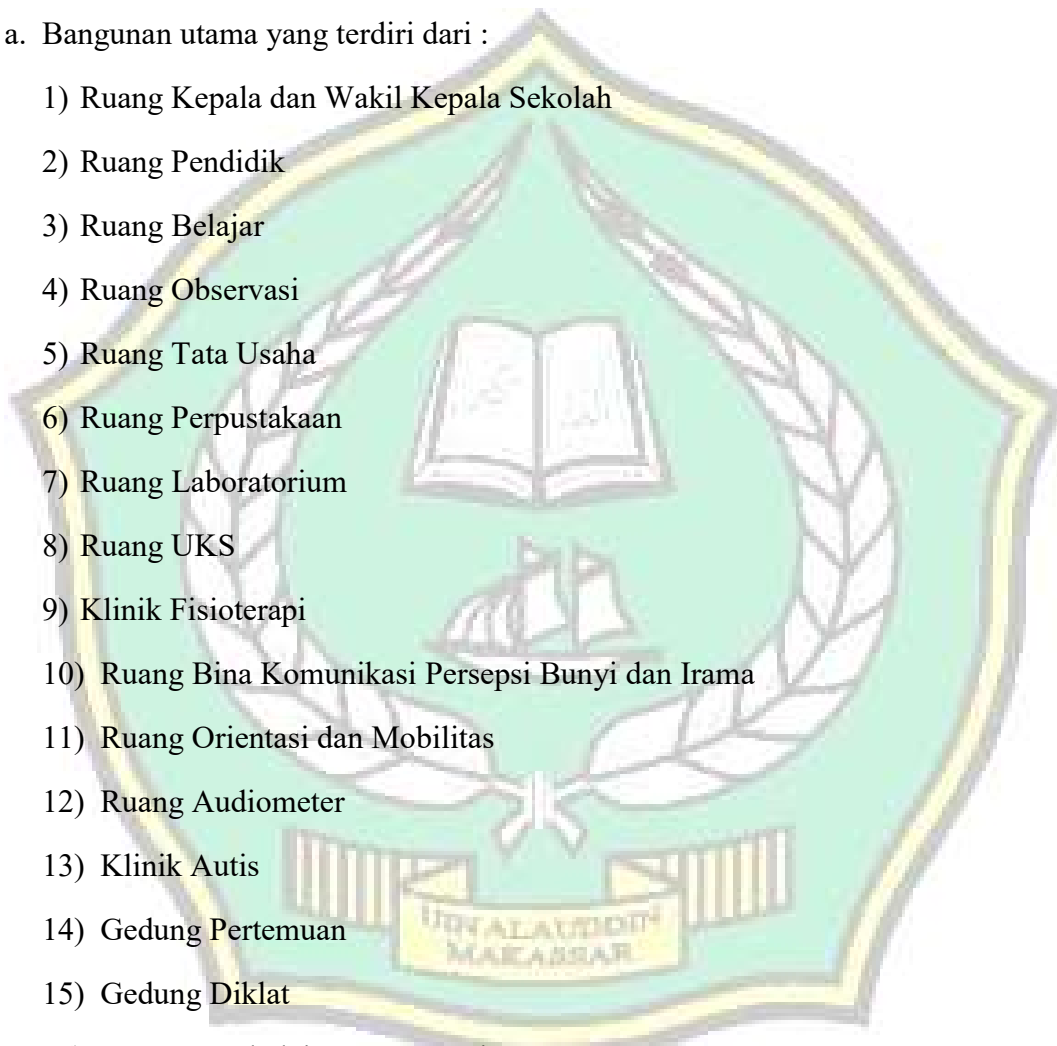 a. Bangunan utama yang terdiri dari :
1) Ruang Kepala dan Wakil Kepala Sekolah
2) Ruang Pendidik
3) Ruang Belajar
4) Ruang Observasi
5) Ruang Tata Usaha
6) Ruang Perpustakaan
7) Ruang Laboratorium
8) Ruang UKS
9) Klinik Fisioterapi
10) Ruang Bina Komunikasi Persepsi Bunyi dan Irama
11) Ruang Orientasi dan Mobilitas
12) Ruang Audiometer
13) Klinik Autis
14) Gedung Pertemuan
UIN ALAUDDIN
MAKASSAR
15) Gedung Diklat